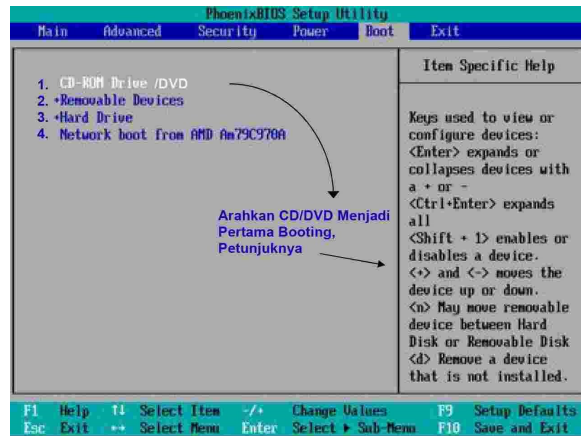 PhoenixBIOS Setup Utility
Main Advanced Security Power Boot Exit
1. CD-ROM Drive /DVD
2. +Removable Devices
3. +Hard Drive
4. Network boot from AMD Am79C970A
Arahkan CD/DVD Menjadi
Pertama Booting,
Petunjuknya
Item Specific Help
Keys used to view or
configure devices:
<Enter> expands or
collapses devices with
a + or -
<Ctrl+Enter> expands
all
<Shift + 1> enables or
disables a device.
<+> and <-> moves the
device up or down.
<n> May move removable
device between Hard
Disk or Removable Disk
<d> Remove a device
that is not installed.
F1 Help ↑↓ Select Item -/+ Change Values F9 Setup Defaults
Esc Exit ↔ Select Menu Enter Select ▶ Sub-Menu F10 Save and Exit